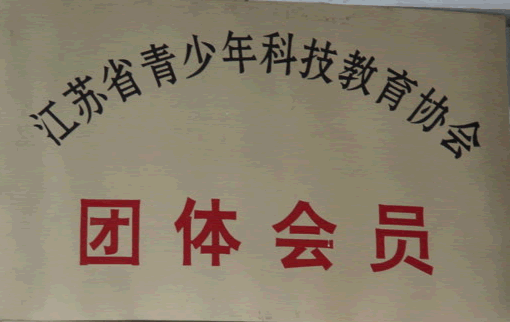 江苏省青少年科技教育协会
团体会员